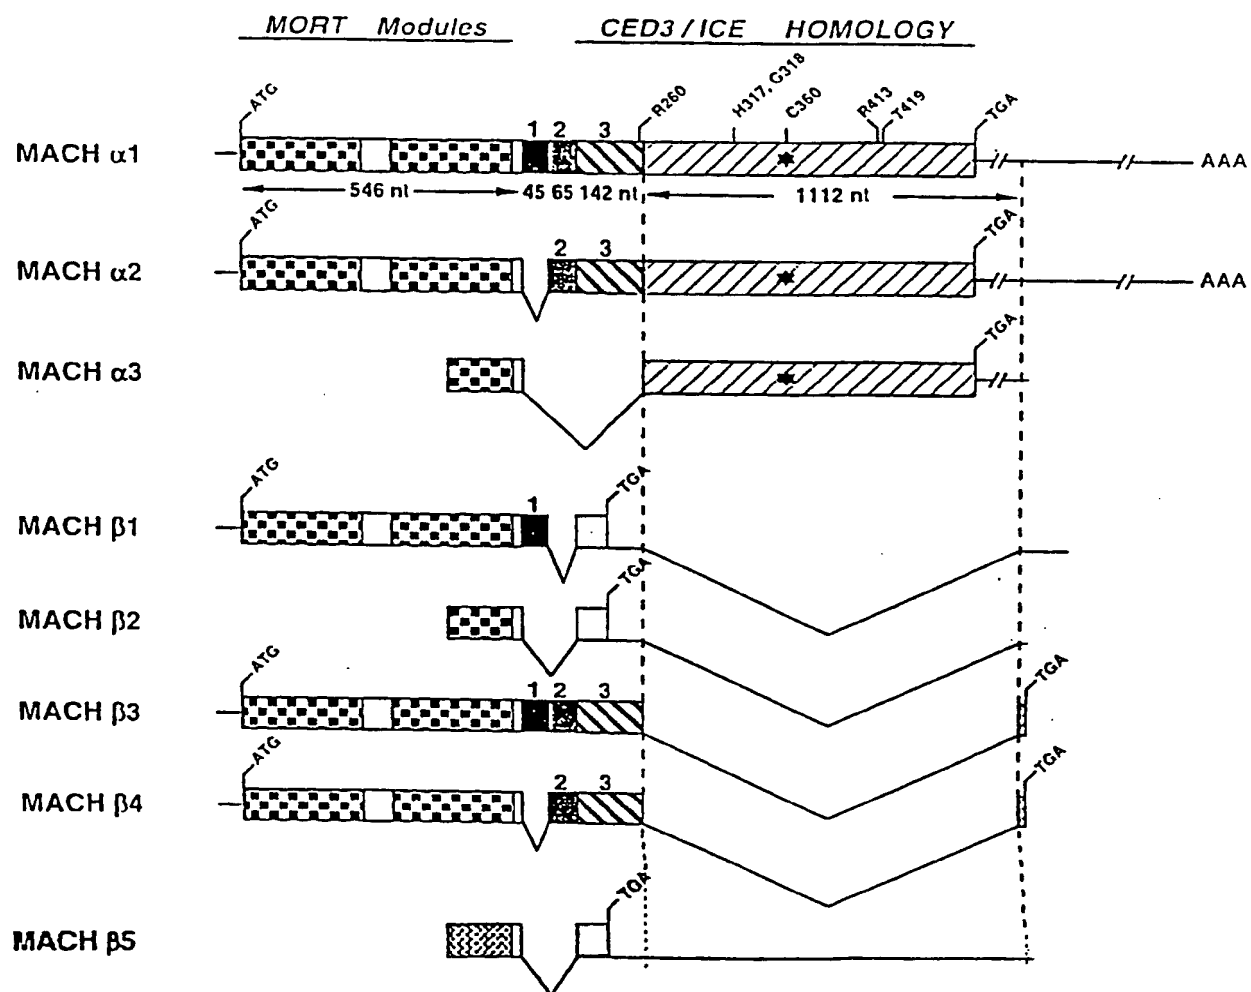 MORT Modules CED3 / ICE HOMOLOGY
ATG R260 H317, G318 C360 R413 T419 TGA
1 2 3
MACH α1 AAA
546 nt 45 65 142 nt 1112 nt
ATG TGA
2 3
MACH α2 AAA
TGA
MACH α3
ATG TGA
1
MACH β1
TGA
MACH β2
ATG TGA
1 2 3
MACH β3
ATG TGA
2 3
MACH β4
TGA
MACH β5